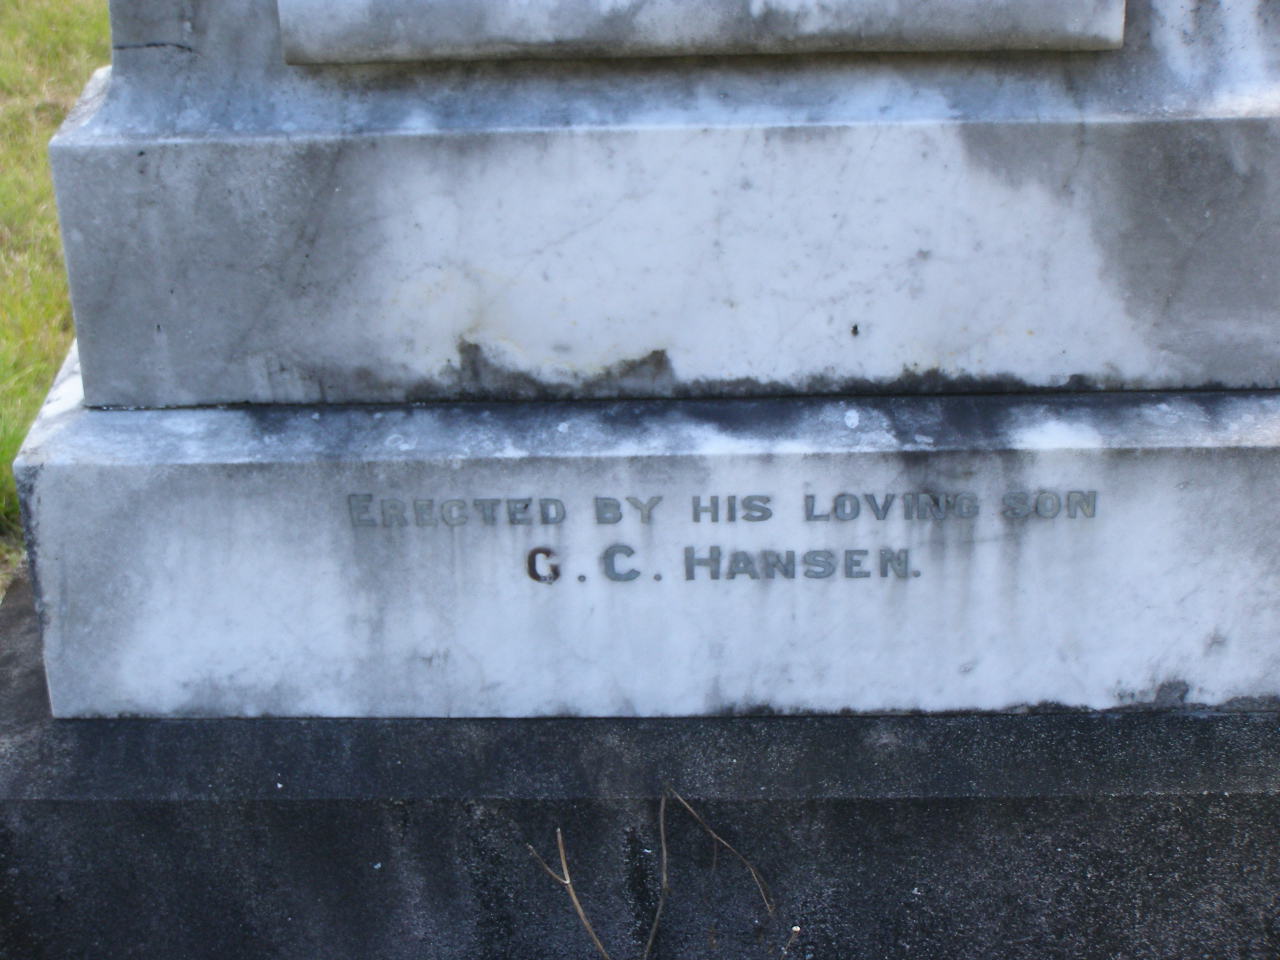 ERECTED BY HIS LOVING SON
G. C. HANSEN.